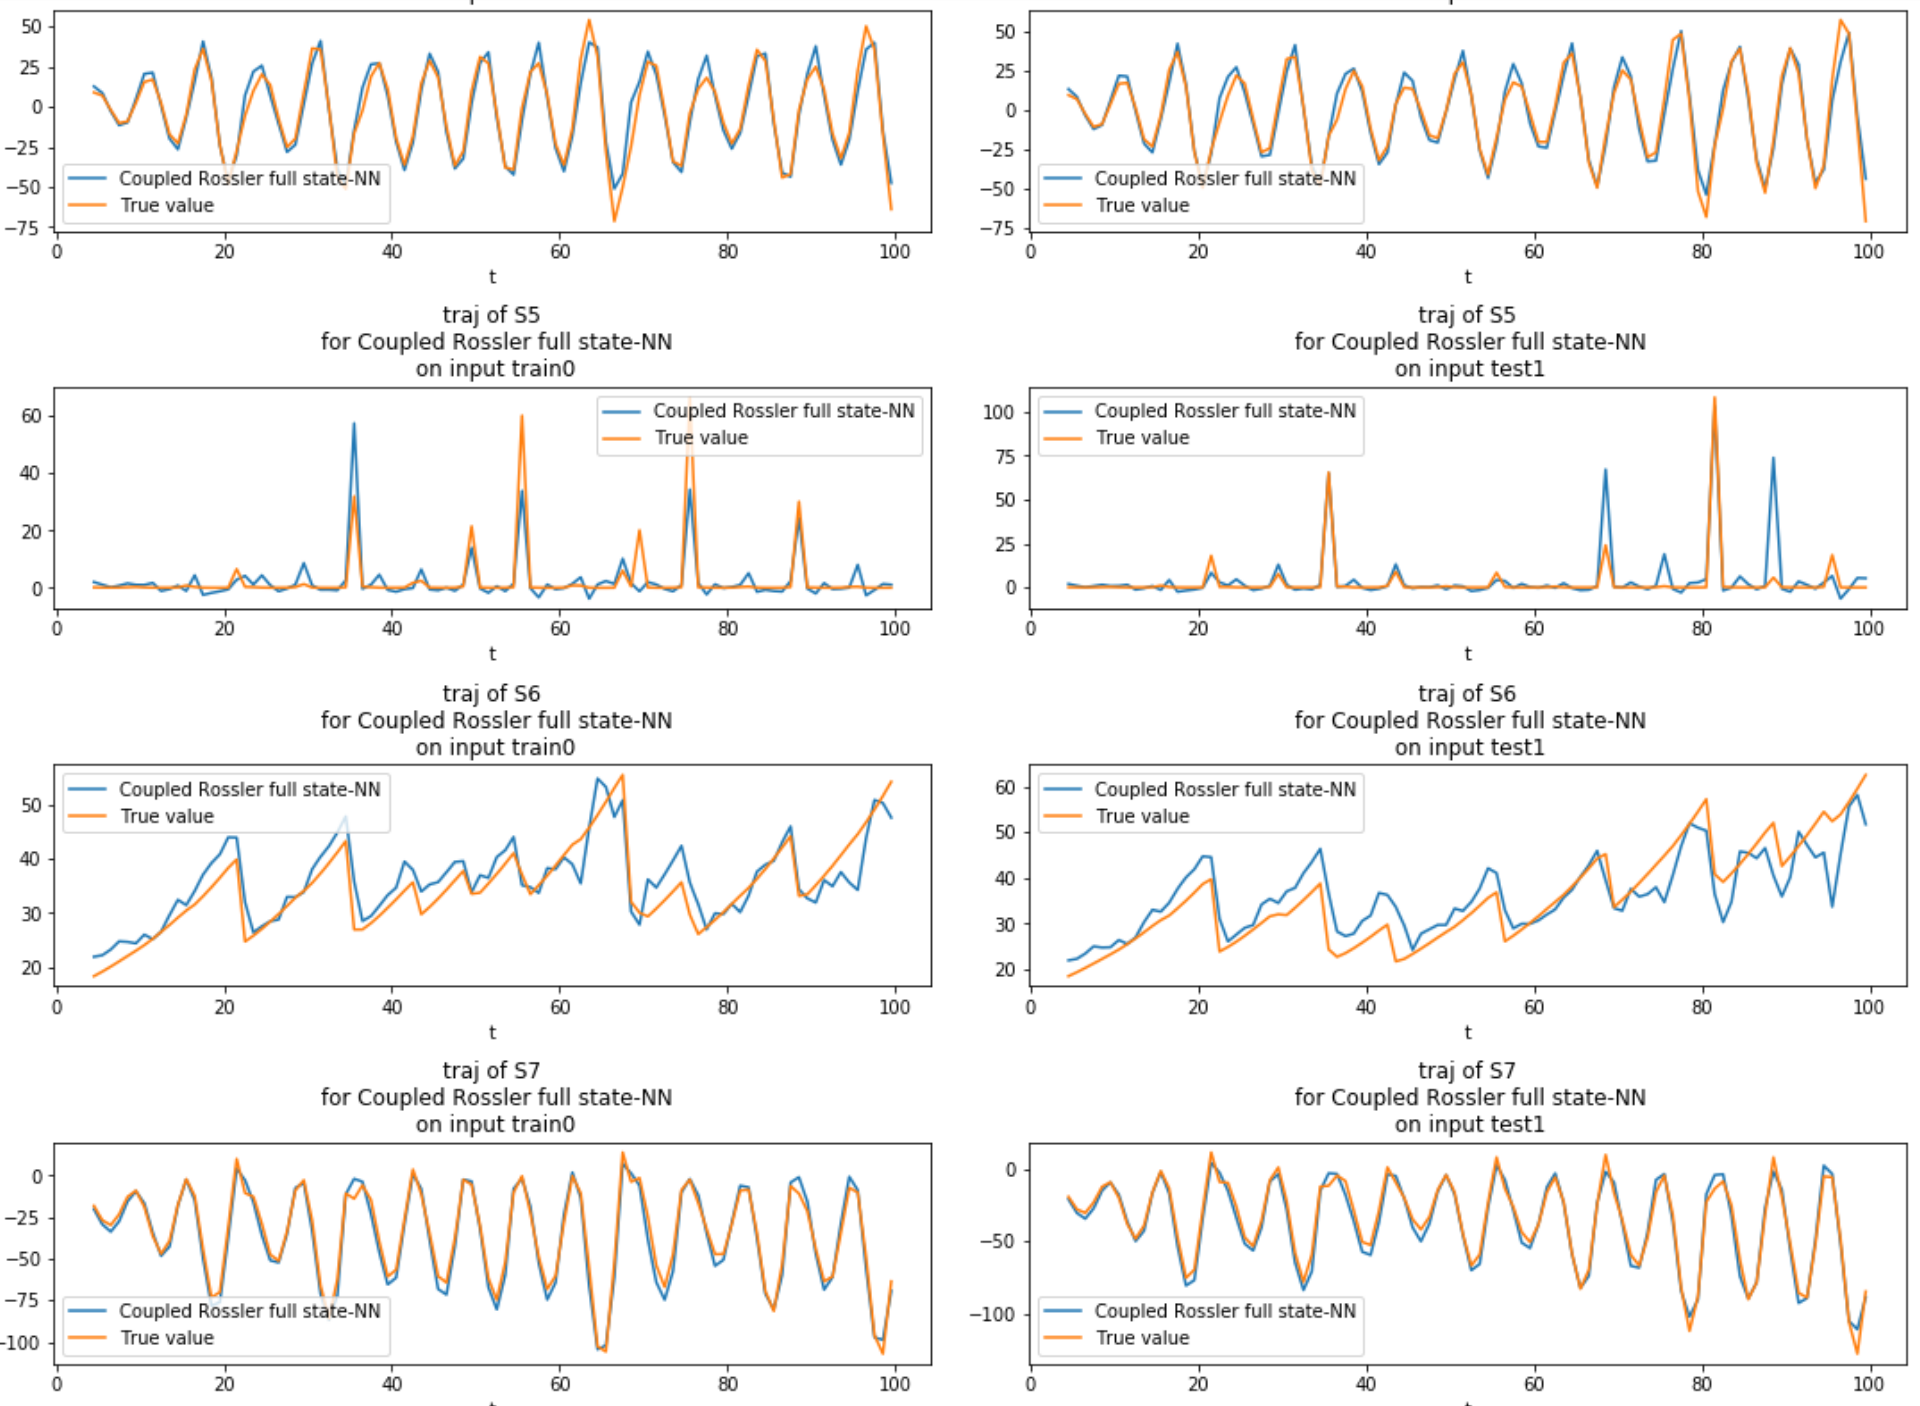 50
25
0
−25
−50
−75
Coupled Rossler full state-NN
True value
0 20 40 60 80 100
t
50
25
0
−25
−50
−75
Coupled Rossler full state-NN
True value
0 20 40 60 80 100
t
traj of S5
for Coupled Rossler full state-NN
on input train0
60
40
20
0
Coupled Rossler full state-NN
True value
0 20 40 60 80 100
t
traj of S5
for Coupled Rossler full state-NN
on input test1
100
75
50
25
0
Coupled Rossler full state-NN
True value
0 20 40 60 80 100
t
traj of S6
for Coupled Rossler full state-NN
on input train0
50
40
30
20
Coupled Rossler full state-NN
True value
0 20 40 60 80 100
t
traj of S6
for Coupled Rossler full state-NN
on input test1
60
50
40
30
20
Coupled Rossler full state-NN
True value
0 20 40 60 80 100
t
traj of S7
for Coupled Rossler full state-NN
on input train0
0
−25
−50
−75
−100
Coupled Rossler full state-NN
True value
0 20 40 60 80 100
traj of S7
for Coupled Rossler full state-NN
on input test1
0
−50
−100
Coupled Rossler full state-NN
True value
0 20 40 60 80 100